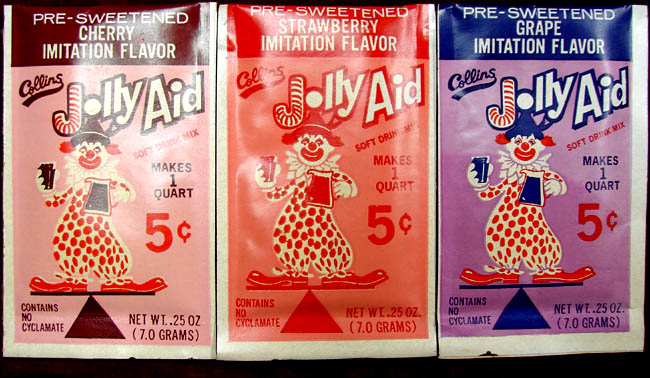 PRE-SWEETENED
CHERRY
IMITATION FLAVOR
Collins
Jolly Aid
SOFT DRINK MIX
MAKES
1
QUART
5¢
CONTAINS
NO
CYCLAMATE
NET WT. .25 OZ.
(7.0 GRAMS)
PRE-SWEETENED
STRAWBERRY
IMITATION FLAVOR
Collins
Jolly Aid
SOFT DRINK MIX
MAKES
1
QUART
5¢
CONTAINS
NO
CYCLAMATE
NET WT. .25 OZ.
(7.0 GRAMS)
PRE-SWEETENED
GRAPE
IMITATION FLAVOR
Collins
Jolly Aid
SOFT DRINK MIX
MAKES
1
QUART
5¢
CONTAINS
NO
CYCLAMATE
NET WT. .25 OZ.
(7.0 GRAMS)